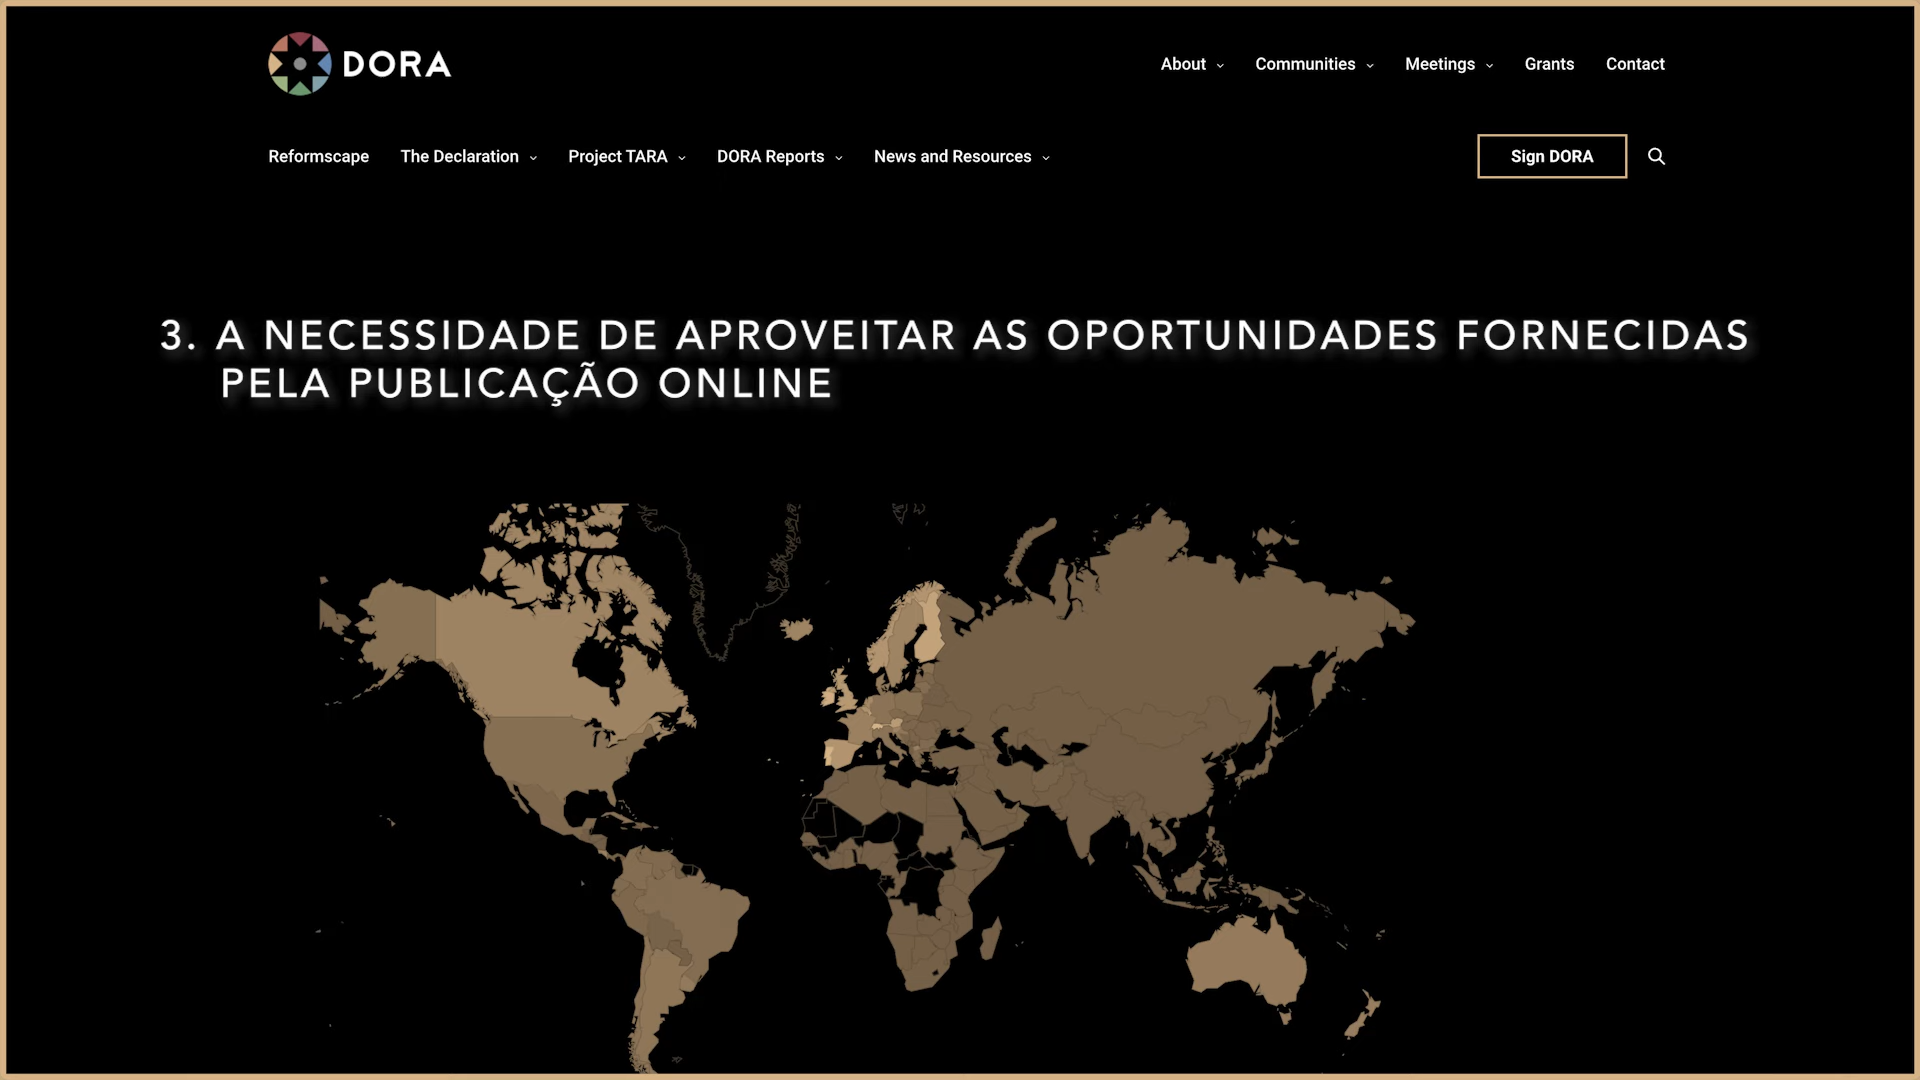 DORA
About Communities Meetings Grants Contact
Reformscape The Declaration Project TARA DORA Reports News and Resources Sign DORA
3. A NECESSIDADE DE APROVEITAR AS OPORTUNIDADES FORNECIDAS
PELA PUBLICAÇÃO ONLINE